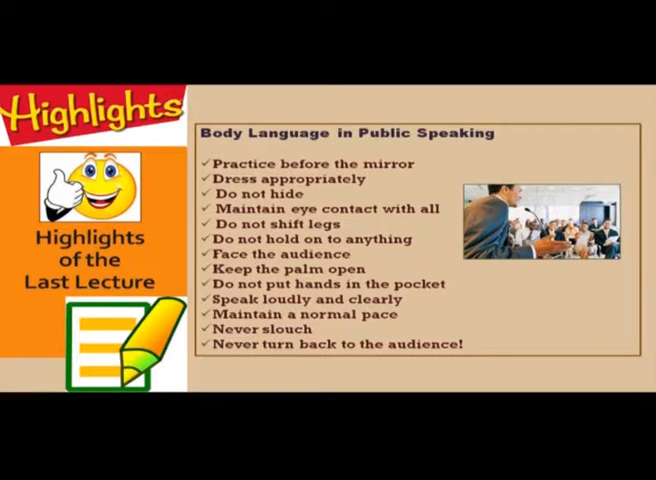 Highlights
Highlights
of the
Last Lecture
Body Language in Public Speaking
✓Practice before the mirror
✓Dress appropriately
✓ Do not hide
✓ Maintain eye contact with all
✓ Do not shift legs
✓Do not hold on to anything
✓Face the audience
✓Keep the palm open
✓Do not put hands in the pocket
✓Speak loudly and clearly
✓Maintain a normal pace
✓Never slouch
✓Never turn back to the audience!